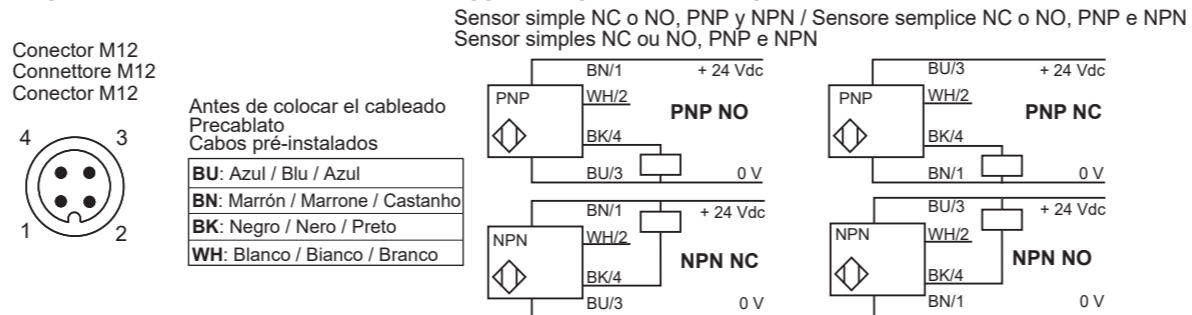 Sensor simple NC o NO, PNP y NPN / Sensore semplice NC o NO, PNP e NPN
Sensor simples NC ou NO, PNP e NPN
Conector M12
Connettore M12
Conector M12
4 3
1 2
Antes de colocar el cableado
Precablato
Cabos pré-instalados
BU: Azul / Blu / Azul
BN: Marrón / Marrone / Castanho
BK: Negro / Nero / Preto
WH: Blanco / Bianco / Branco
BN/1 + 24 Vdc
PNP WH/2
PNP NO
BK/4
BU/3 0 V
BU/3 + 24 Vdc
PNP WH/2
PNP NC
BK/4
BN/1 0 V
BN/1 + 24 Vdc
NPN WH/2
NPN NC
BK/4
BU/3 0 V
BU/3 + 24 Vdc
NPN WH/2
NPN NO
BK/4
BN/1 0 V